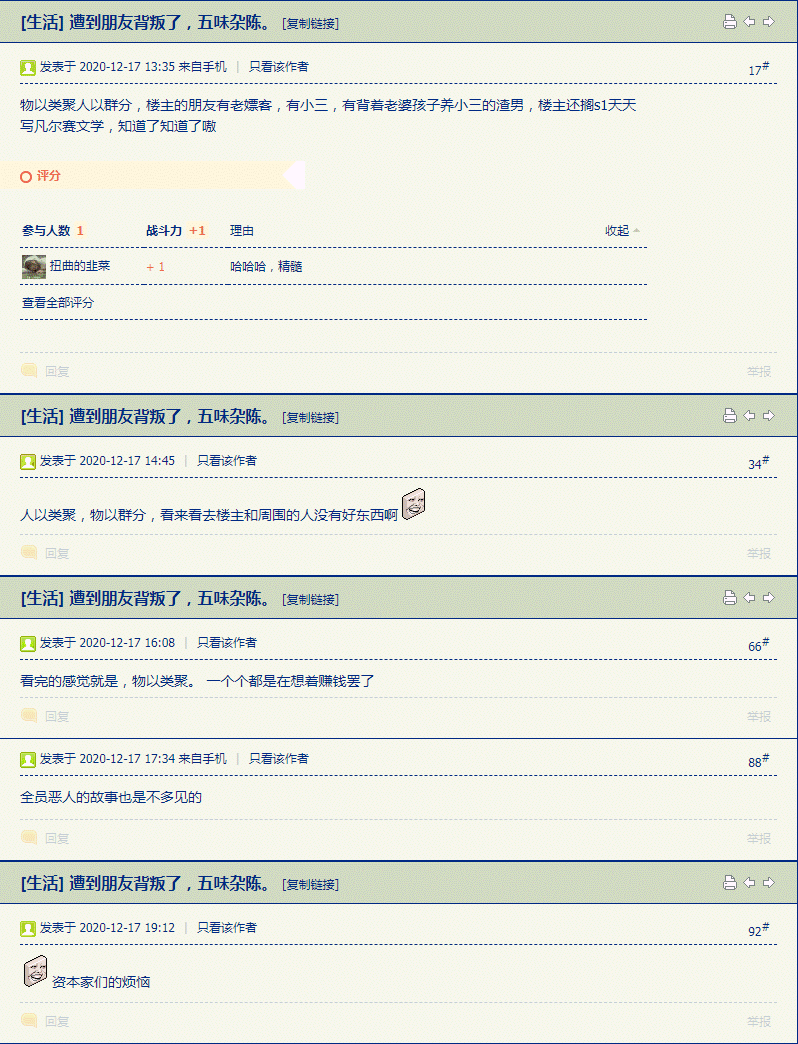 [生活] 遭到朋友背叛了，五味杂陈。 [复制链接]
发表于 2020-12-17 13:35 来自手机 | 只看该作者 17#
物以类聚人以群分，楼主的朋友有老嫖客，有小三，有背着老婆孩子养小三的渣男，楼主还搁s1天天
写凡尔赛文学，知道了知道了嗷
评分
参与人数 1 战斗力 +1 理由 收起
扭曲的韭菜 + 1 哈哈哈，精髓
查看全部评分
回复 举报
[生活] 遭到朋友背叛了，五味杂陈。 [复制链接]
发表于 2020-12-17 14:45 | 只看该作者 34#
人以类聚，物以群分，看来看去楼主和周围的人没有好东西啊
回复 举报
[生活] 遭到朋友背叛了，五味杂陈。 [复制链接]
发表于 2020-12-17 16:08 | 只看该作者 66#
看完的感觉就是，物以类聚。 一个个都是在想着赚钱罢了
回复 举报
发表于 2020-12-17 17:34 来自手机 | 只看该作者 88#
全员恶人的故事也是不多见的
回复 举报
[生活] 遭到朋友背叛了，五味杂陈。 [复制链接]
发表于 2020-12-17 19:12 | 只看该作者 92#
资本家们的烦恼
回复 举报